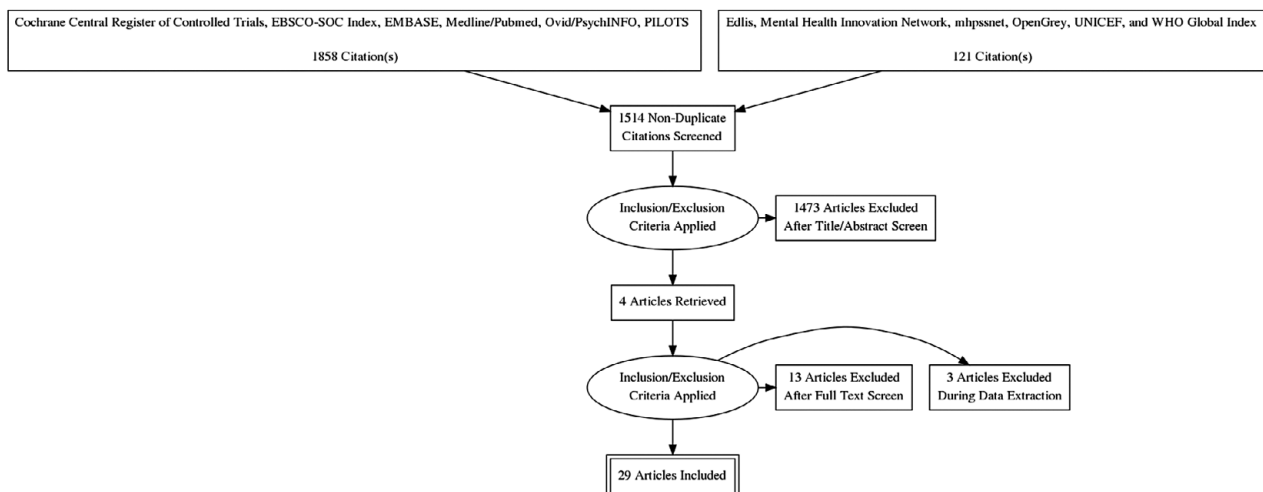 Cochrane Central Register of Controlled Trials, EBSCO-SOC Index, EMBASE, Medline/Pubmed, Ovid/PsychINFO, PILOTS
1858 Citation(s)
Edlis, Mental Health Innovation Network, mhpssnet, OpenGrey, UNICEF, and WHO Global Index
121 Citation(s)
1514 Non-Duplicate
Citations Screened
Inclusion/Exclusion
Criteria Applied
1473 Articles Excluded
After Title/Abstract Screen
4 Articles Retrieved
Inclusion/Exclusion
Criteria Applied
13 Articles Excluded
After Full Text Screen
3 Articles Excluded
During Data Extraction
29 Articles Included